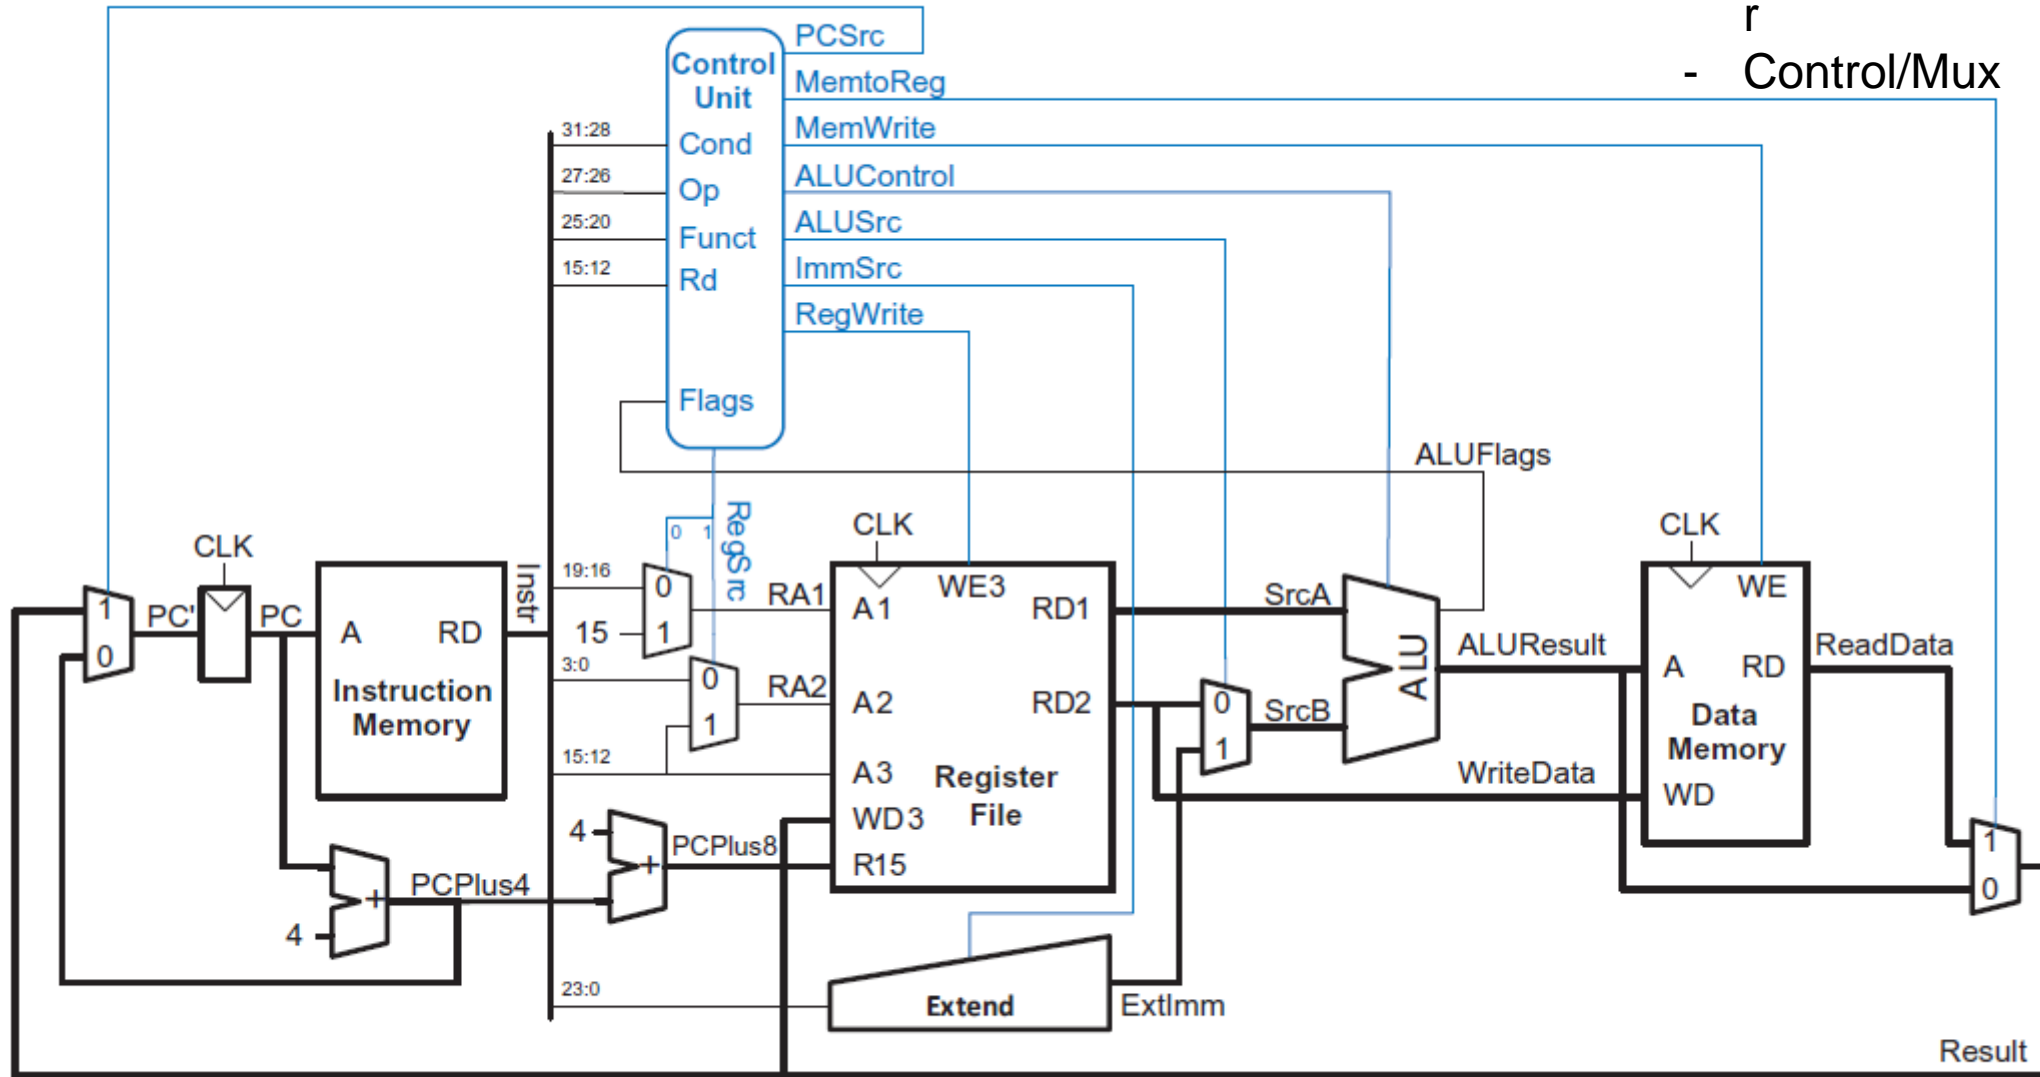 r
- Control/Mux
PCSrc
Control
Unit
MemtoReg
MemWrite
ALUControl
ALUSrc
ImmSrc
RegWrite
31:28
Cond
27:26
Op
25:20
Funct
15:12
Rd
Flags
ALUFlags
RegSrc
0 1
CLK
CLK
CLK
1
0
PC'
PC
A
RD
Instruction
Memory
Instr
19:16
0
15
1
RA1
3:0
0
1
RA2
15:12
A1
WE3
RD1
A2
RD2
A3
Register
File
WD3
R15
SrcA
0
1
SrcB
ALU
ALUResult
WriteData
WE
A
RD
Data
Memory
WD
ReadData
1
0
4
+
PCPlus8
PCPlus4
+
4
23:0
Extend
ExtImm
Result